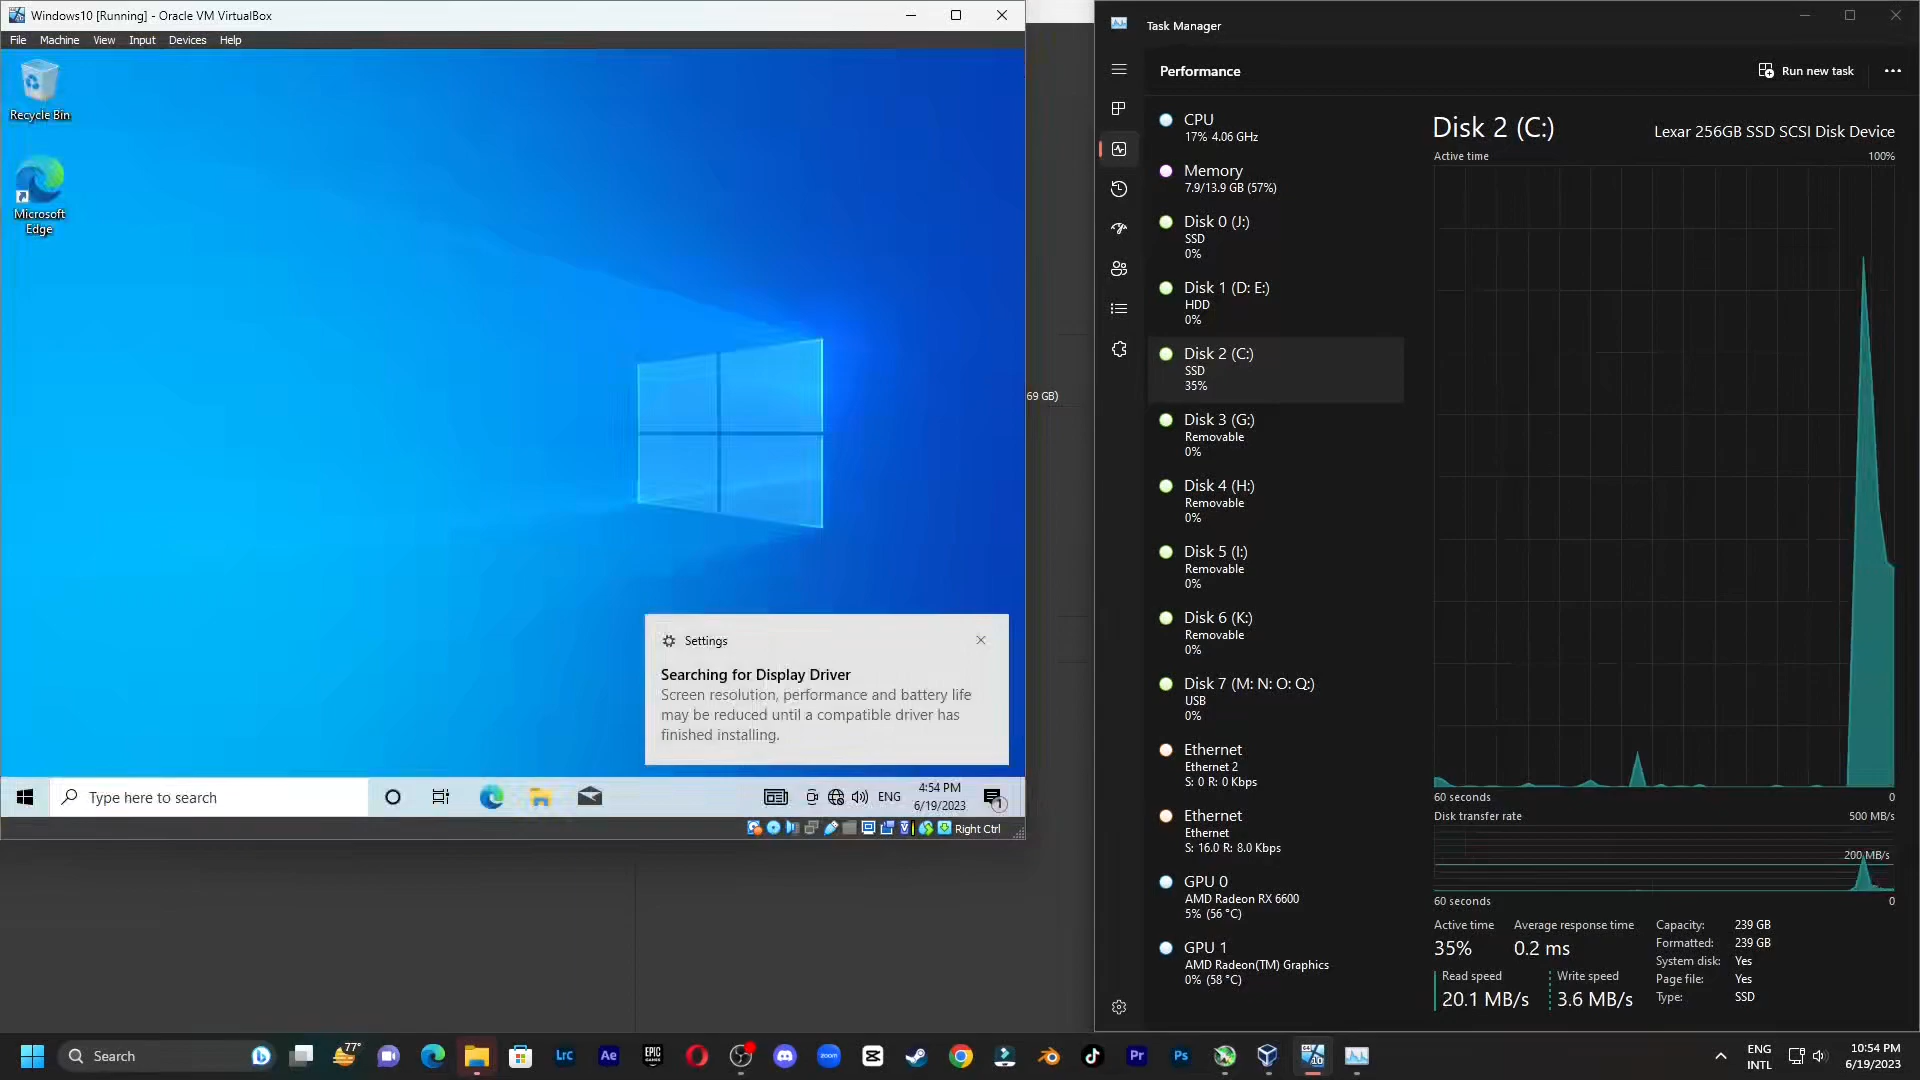 Windows10 [Running] - Oracle VM VirtualBox
File Machine View Input Devices Help
Recycle Bin
Microsoft
Edge
Settings
Searching for Display Driver
Screen resolution, performance and battery life
may be reduced until a compatible driver has
finished installing.
Type here to search
ENG
4:54 PM
6/19/2023
1
Right Ctrl
69 GB)
Task Manager
Performance
Run new task
CPU
17% 4.06 GHz
Memory
7.9/13.9 GB (57%)
Disk 0 (J:)
SSD
0%
Disk 1 (D: E:)
HDD
0%
Disk 2 (C:)
SSD
35%
Disk 3 (G:)
Removable
0%
Disk 4 (H:)
Removable
0%
Disk 5 (I:)
Removable
0%
Disk 6 (K:)
Removable
0%
Disk 7 (M: N: O: Q:)
USB
0%
Ethernet
Ethernet 2
S: 0 R: 0 Kbps
Ethernet
Ethernet
S: 16.0 R: 8.0 Kbps
GPU 0
AMD Radeon RX 6600
5% (56 °C)
GPU 1
AMD Radeon(TM) Graphics
0% (58 °C)
Disk 2 (C:)
Lexar 256GB SSD SCSI Disk Device
Active time
100%
60 seconds
0
Disk transfer rate
500 MB/s
200 MB/s
60 seconds
0
Active time
35%
Average response time
0.2 ms
Read speed
20.1 MB/s
Write speed
3.6 MB/s
Capacity: 239 GB
Formatted: 239 GB
System disk: Yes
Page file: Yes
Type: SSD
Search
77°
Lrc
Ae
EPIC
GAMES
zoom
Pr
Ps
ENG
INTL
10:54 PM
6/19/2023